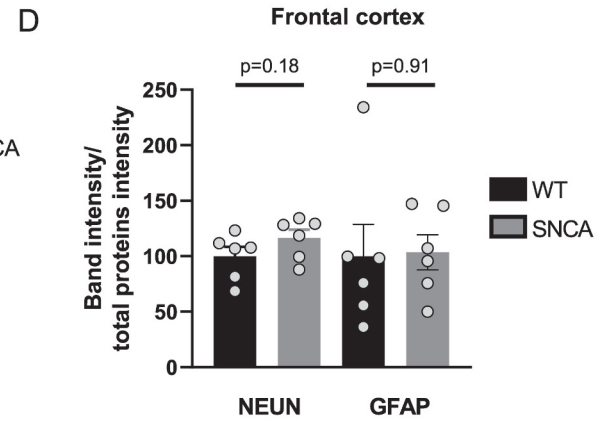 D
Frontal cortex
p=0.18
p=0.91
CA
Band intensity/
total proteins intensity
250
200
150
100
50
0
NEUN
GFAP
WT
SNCA